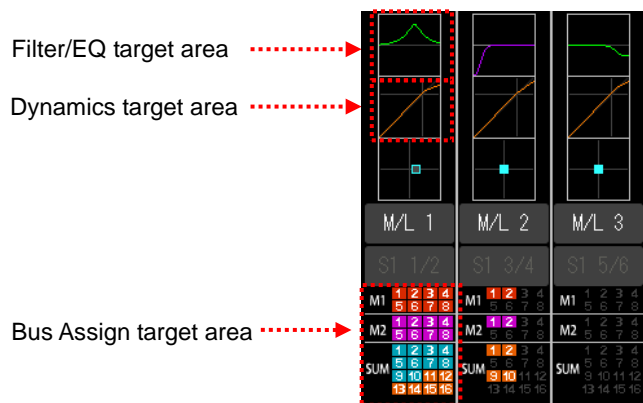 Filter/EQ target area
Dynamics target area
M/L 1 M/L 2 M/L 3
S1 1/2 S1 3/4 S1 5/6
M1 1 2 3 4 M1 1 2 3 4 M1 1 2 3 4
5 6 7 8 5 6 7 8 5 6 7 8
Bus Assign target area
M2 1 2 3 4 M2 1 2 3 4 M2 1 2 3 4
5 6 7 8 5 6 7 8 5 6 7 8
SUM 1 2 3 4 SUM 1 2 3 4 SUM 1 2 3 4
5 6 7 8 5 6 7 8 5 6 7 8
9 10 11 12 9 10 11 12 9 10 11 12
13 14 15 16 13 14 15 16 13 14 15 16